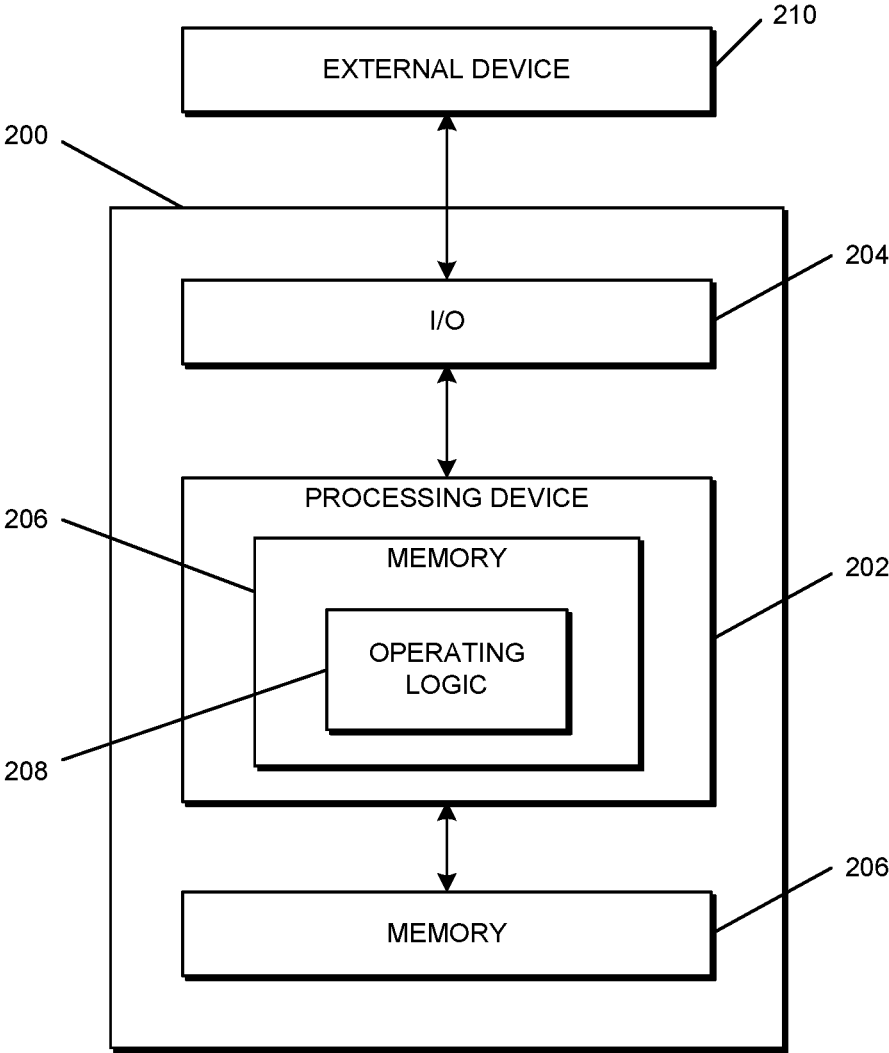 210
EXTERNAL DEVICE
200
204
I/O
PROCESSING DEVICE
206
MEMORY
202
OPERATING
LOGIC
208
206
MEMORY